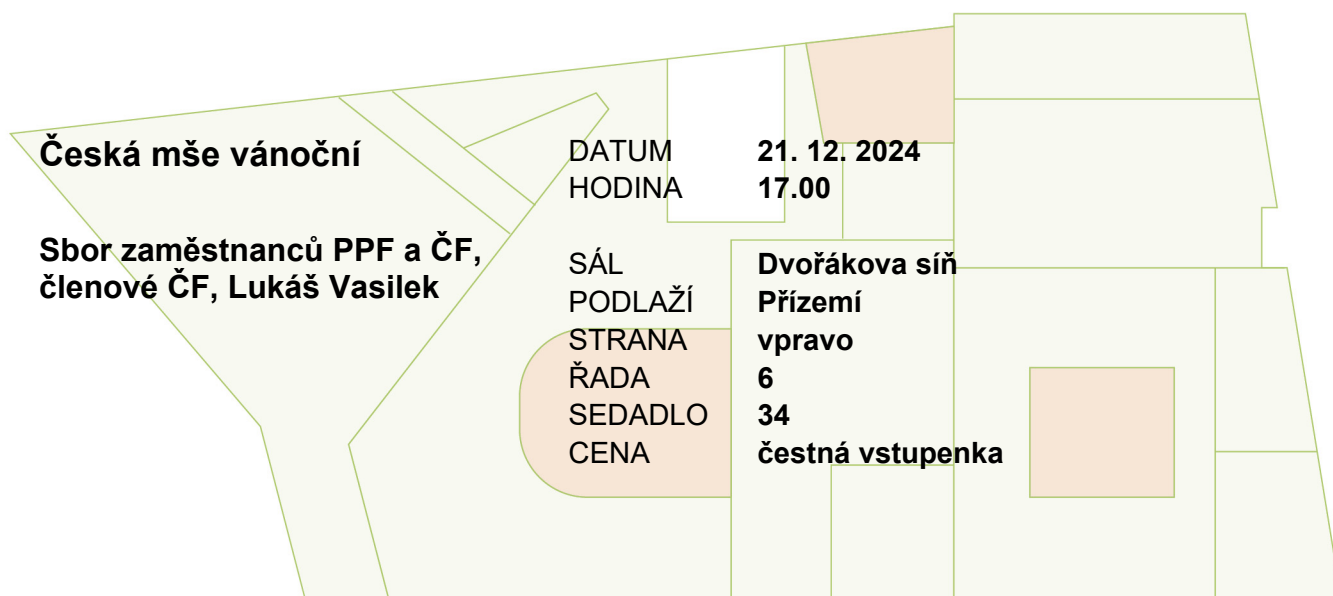 Česká mše vánoční
Sbor zaměstnanců PPF a ČF,
členové ČF, Lukáš Vasilek
DATUM 21. 12. 2024
HODINA 17.00
SÁL Dvořákova síň
PODLAŽÍ Přízemí
STRANA vpravo
ŘADA 6
SEDADLO 34
CENA čestná vstupenka